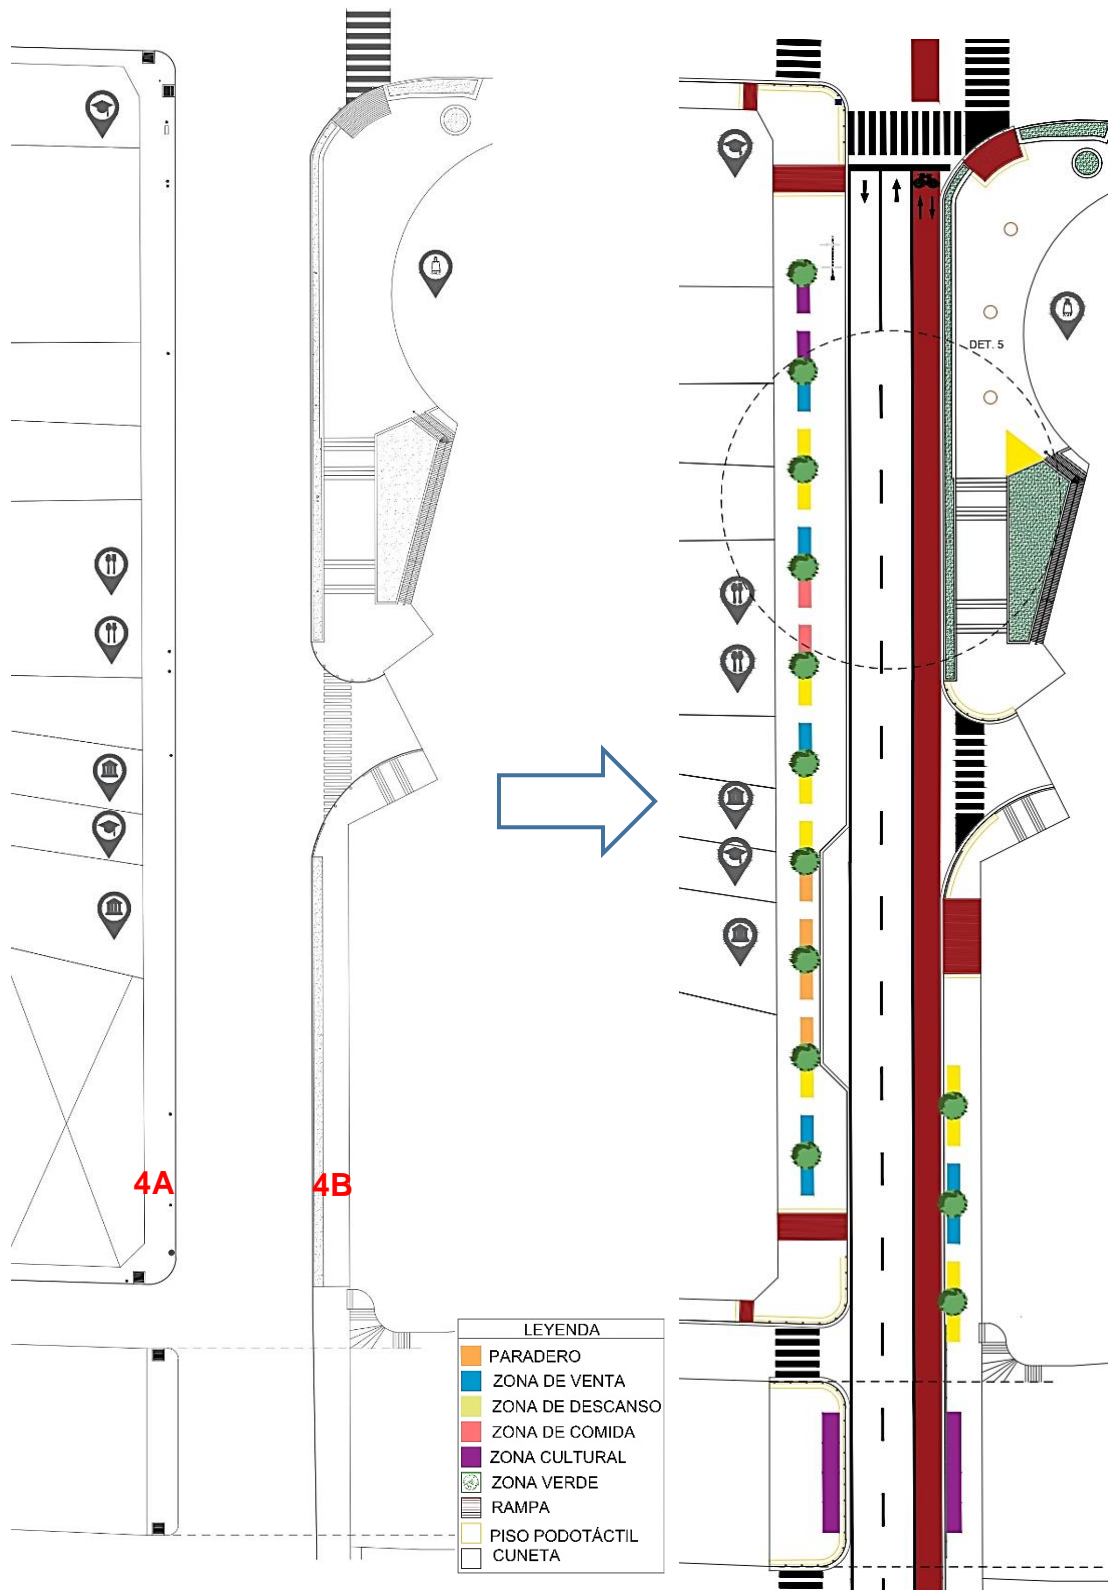 DET. 5
4A
4B
LEYENDA
PARADERO
ZONA DE VENTA
ZONA DE DESCANSO
ZONA DE COMIDA
ZONA CULTURAL
ZONA VERDE
RAMPA
PISO PODOTÁCTIL
CUNETA